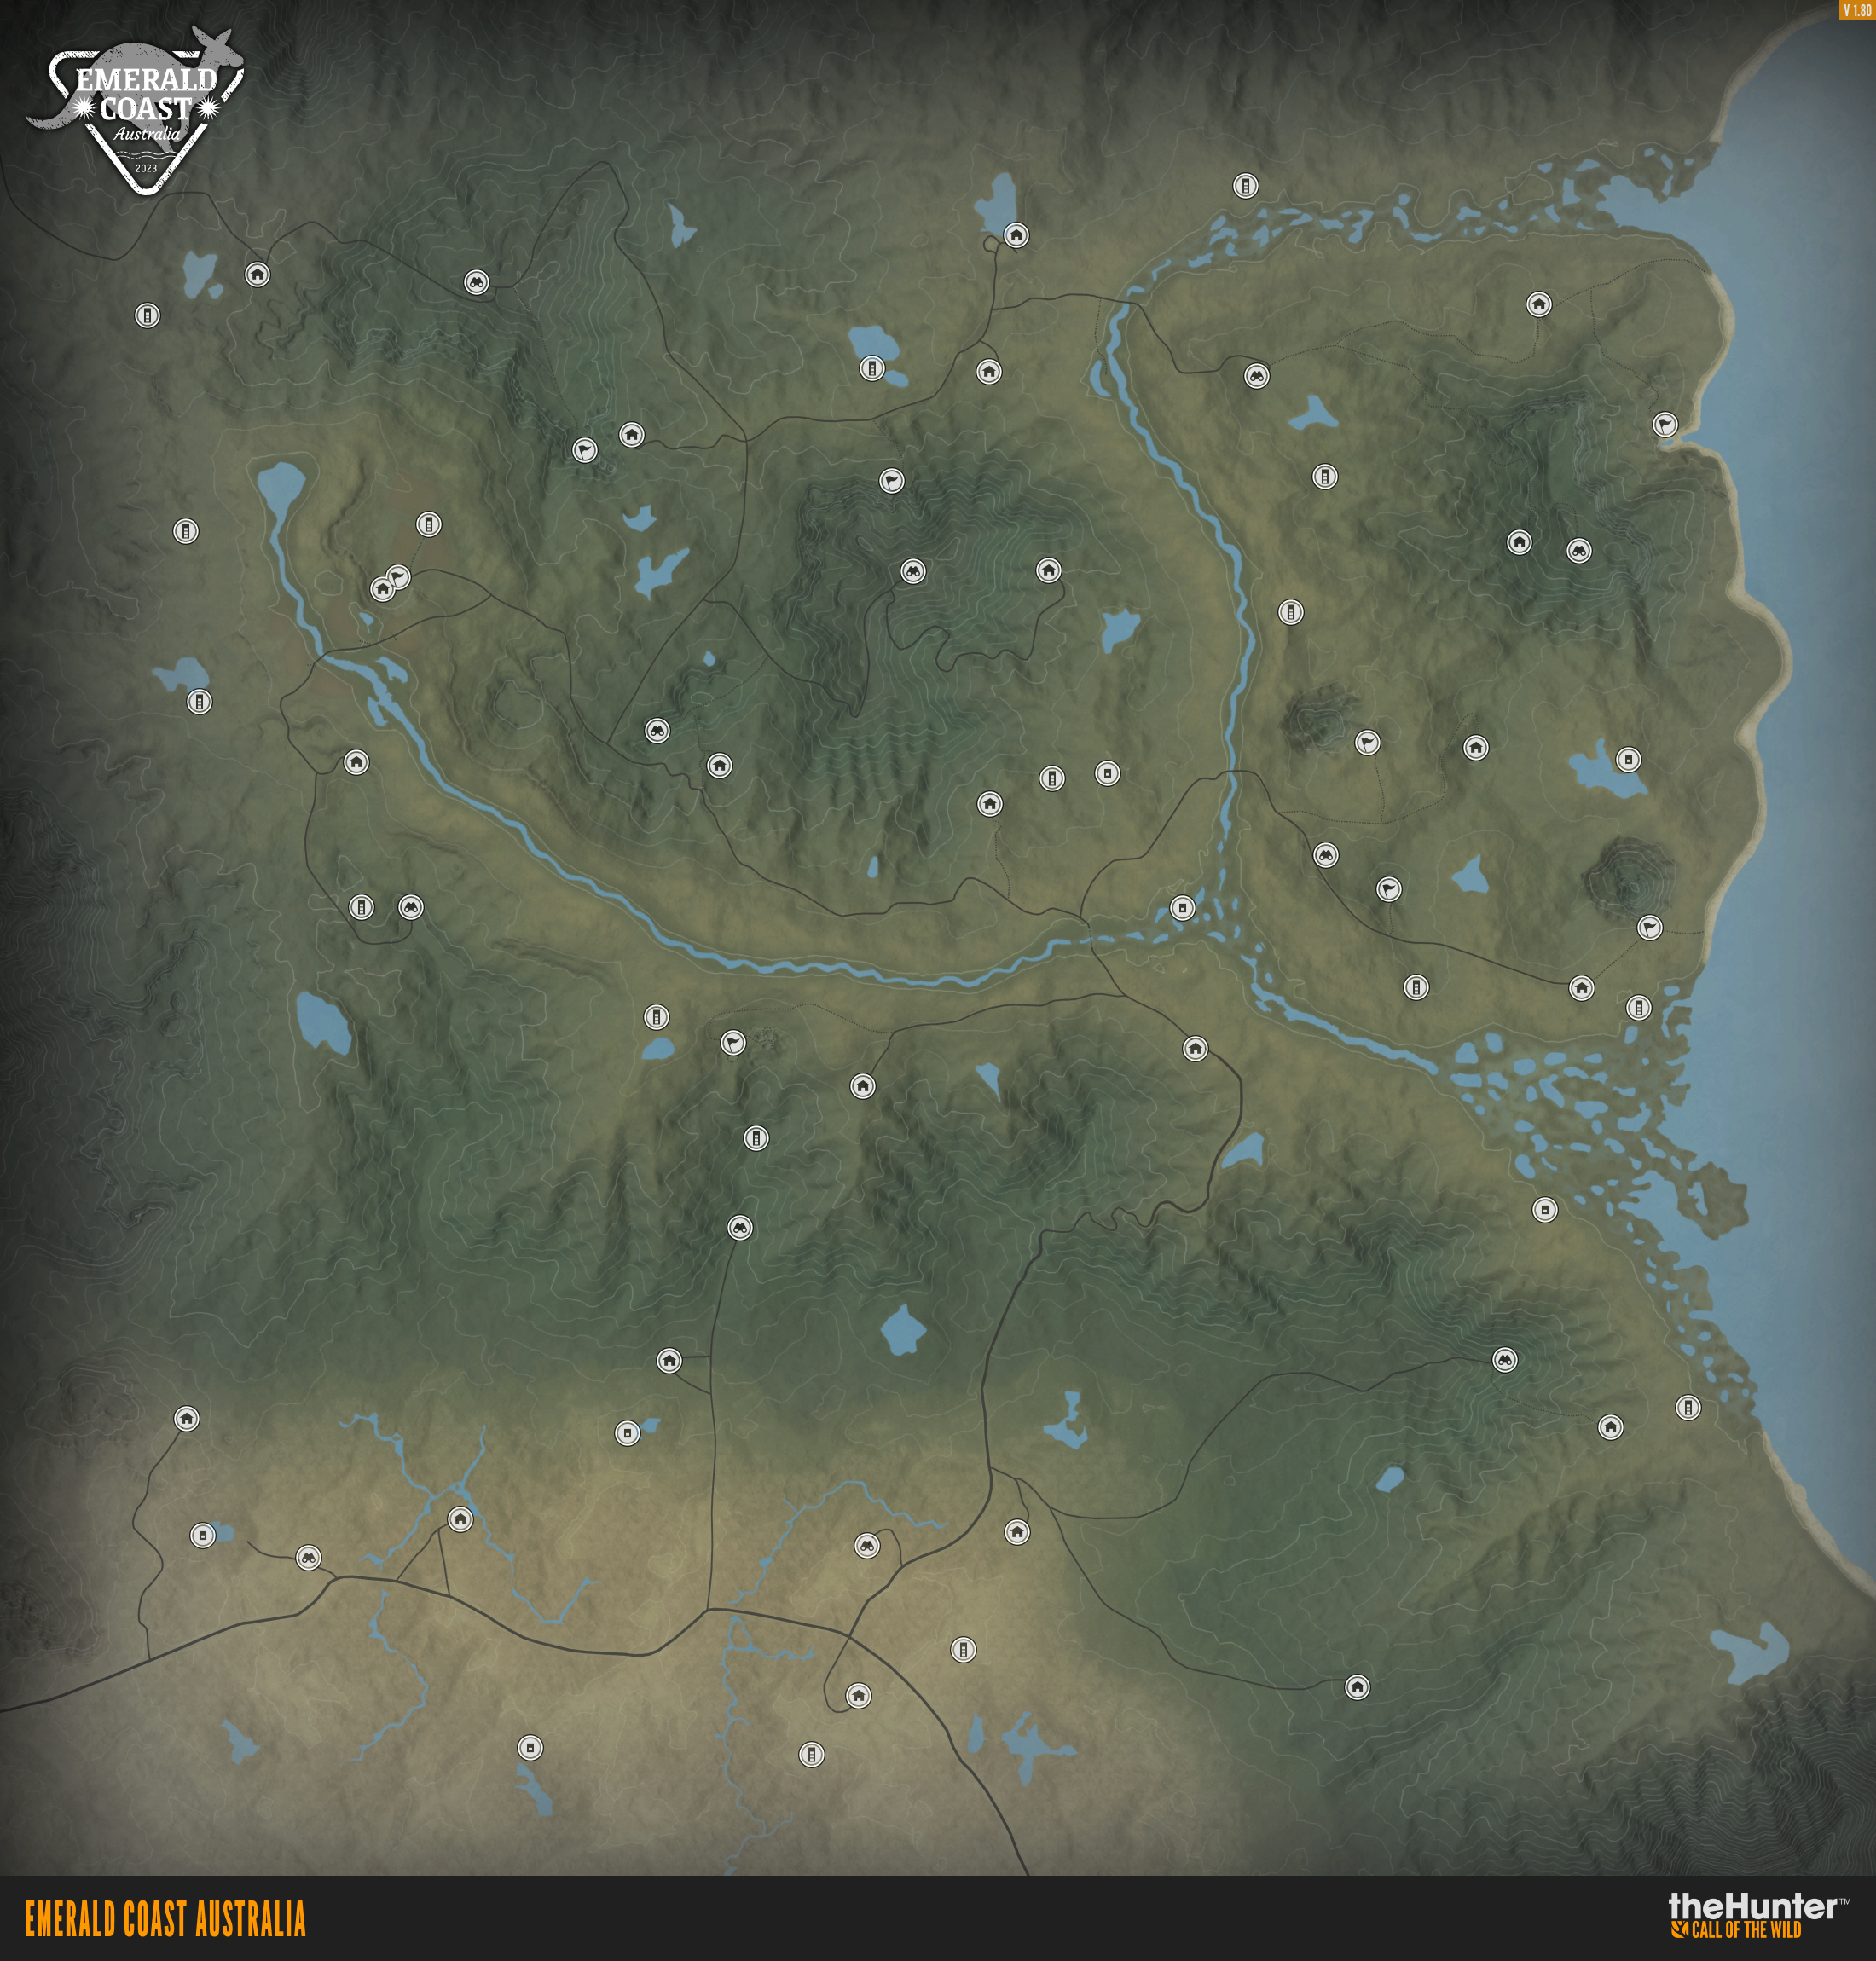 V 1.80
EMERALD
COAST
Australia
2023
EMERALD COAST AUSTRALIA
theHunter™
CALL OF THE WILD